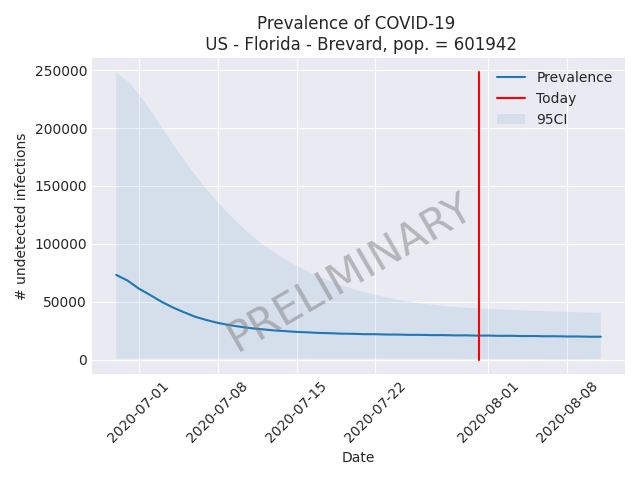 Prevalence of COVID-19
US - Florida - Brevard, pop. = 601942
250000
200000
150000
100000
50000
0
# undetected infections
Prevalence
Today
95CI
PRELIMINARY
2020-07-01
2020-07-08
2020-07-15
2020-07-22
2020-08-01
2020-08-08
Date